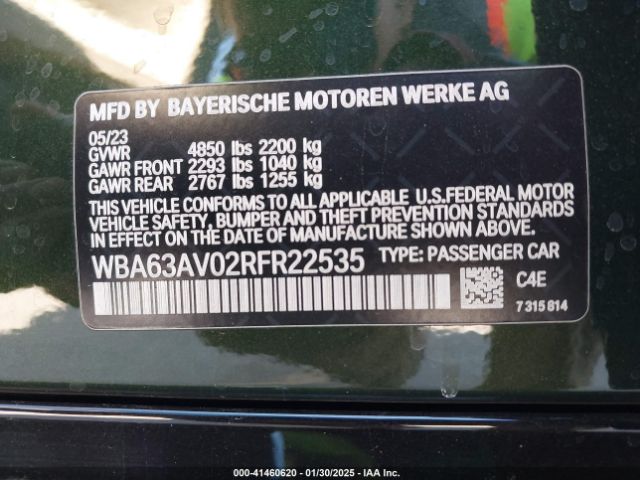 MFD BY BAYERISCHE MOTOREN WERKE AG
05/23
GVWR 4850 lbs 2200 kg
GAWR FRONT 2293 lbs 1040 kg
GAWR REAR 2767 lbs 1255 kg
THIS VEHICLE CONFORMS TO ALL APPLICABLE U.S.FEDERAL MOTOR
VEHICLE SAFETY, BUMPER AND THEFT PREVENTION STANDARDS
IN EFFECT ON THE DATE OF MANUFACTURE SHOWN ABOVE.
WBA63AV02RFR22535 TYPE: PASSENGER CAR
C4E
7 315 814
000-41460620 - 01/30/2025 - IAA Inc.